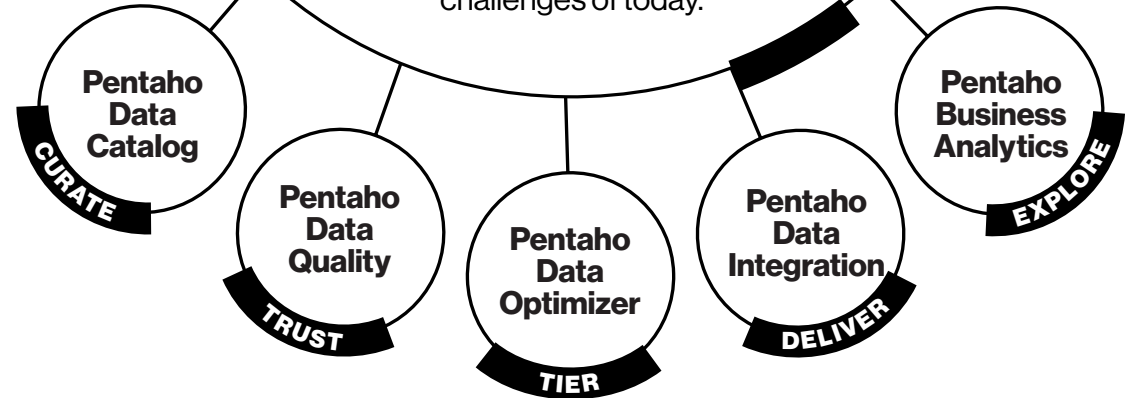 challenges of today.
Pentaho
Data
Catalog
CURATE
Pentaho
Data
Quality
TRUST
Pentaho
Data
Optimizer
TIER
Pentaho
Data
Integration
DELIVER
Pentaho
Business
Analytics
EXPLORE